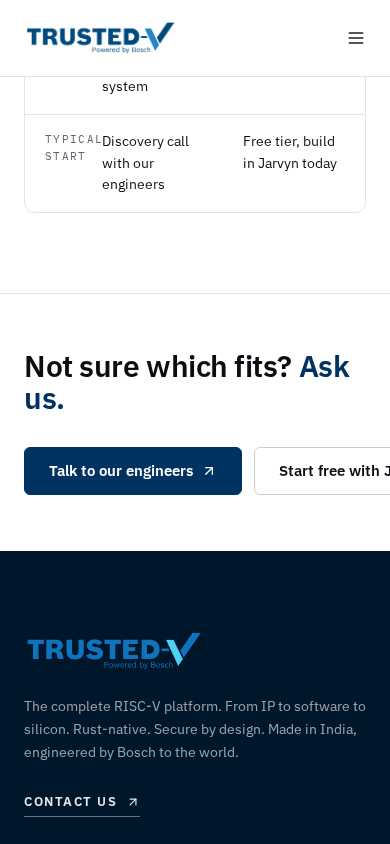 TRUSTED-V
Powered by Bosch
system
TYPICAL
START
Discovery call
with our
engineers
Free tier, build
in Jarvyn today
Not sure which fits? Ask
us.
Talk to our engineers
Start free with J
TRUSTED-V
Powered by Bosch
The complete RISC-V platform. From IP to software to
silicon. Rust-native. Secure by design. Made in India,
engineered by Bosch to the world.
CONTACT US